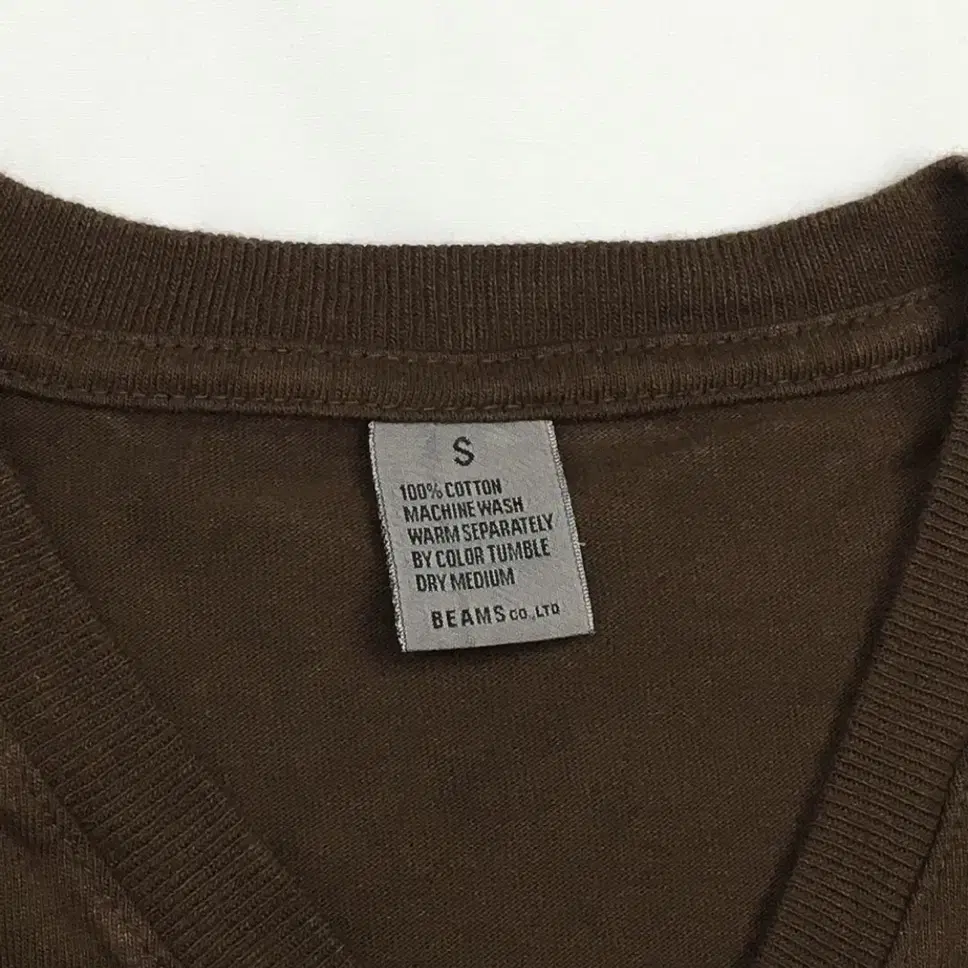 S
100% COTTON
MACHINE WASH
WARM SEPARATELY
BY COLOR TUMBLE
DRY MEDIUM
BEAMS CO.,LTD